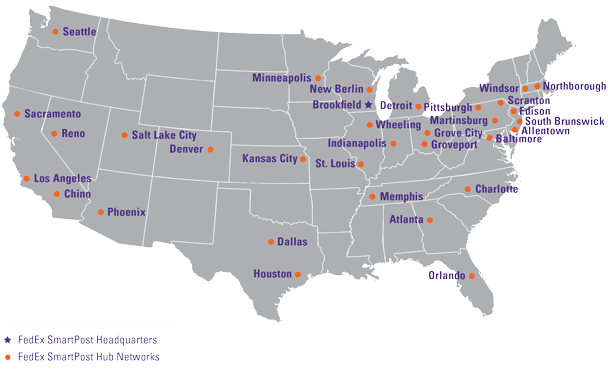 Seattle
Minneapolis
New Berlin
Brookfield
Detroit
Windsor
Northborough
Pittsburgh
Scranton
Edison
Martinsburg
South Brunswick
Allentown
Baltimore
Sacramento
Reno
Salt Lake City
Denver
Wheeling
Grove City
Indianapolis
Groveport
Kansas City
St. Louis
Los Angeles
Chino
Phoenix
Memphis
Charlotte
Atlanta
Dallas
Houston
Orlando
FedEx SmartPost Headquarters
FedEx SmartPost Hub Networks